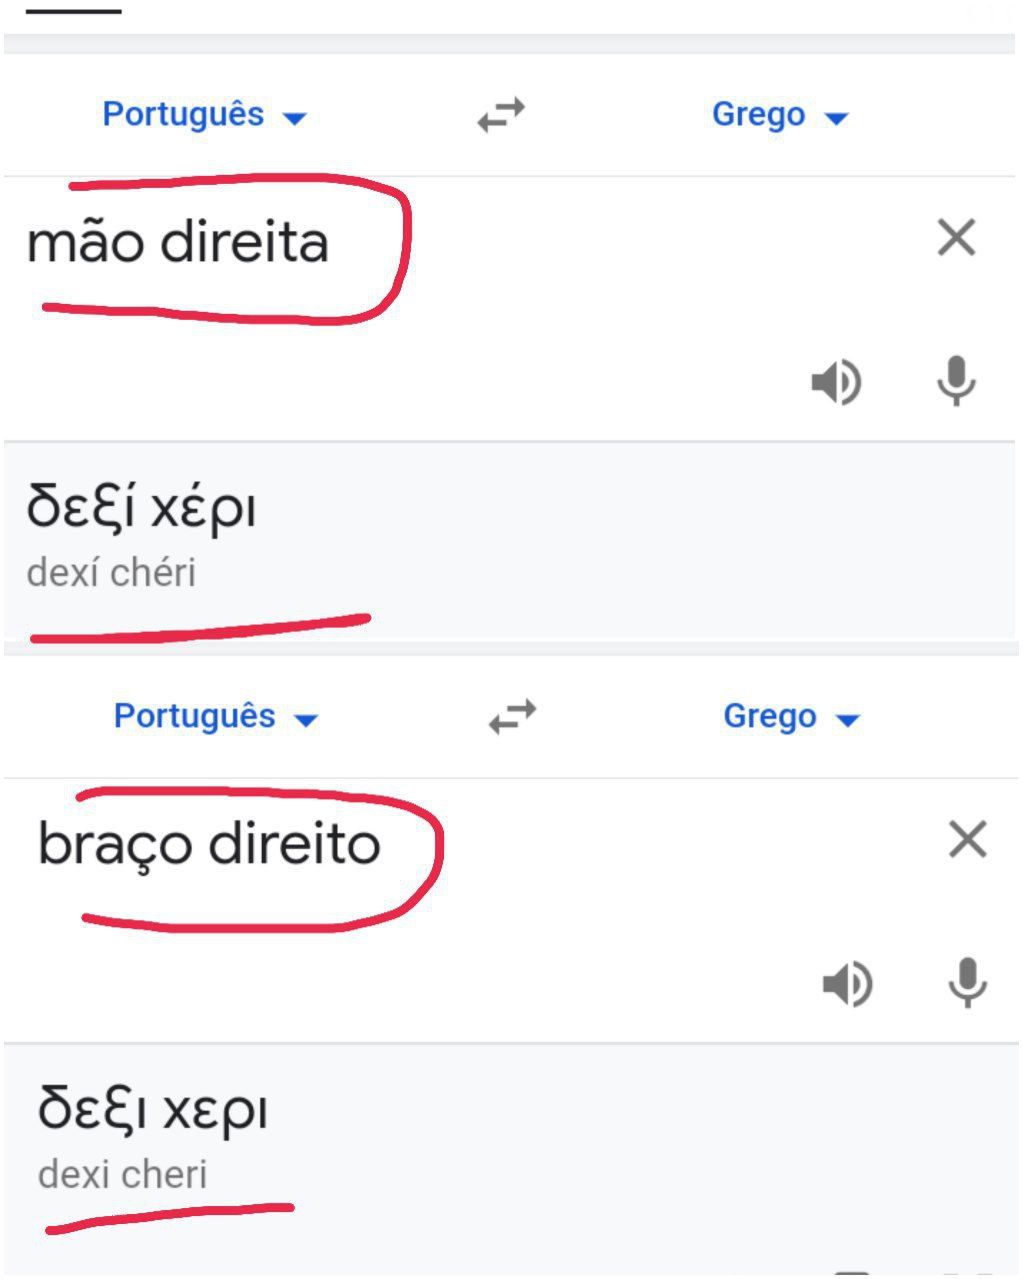 Português Grego
mão direita
δεξί χέρι
dexí chéri
Português Grego
braço direito
δεξι χερι
dexi cheri